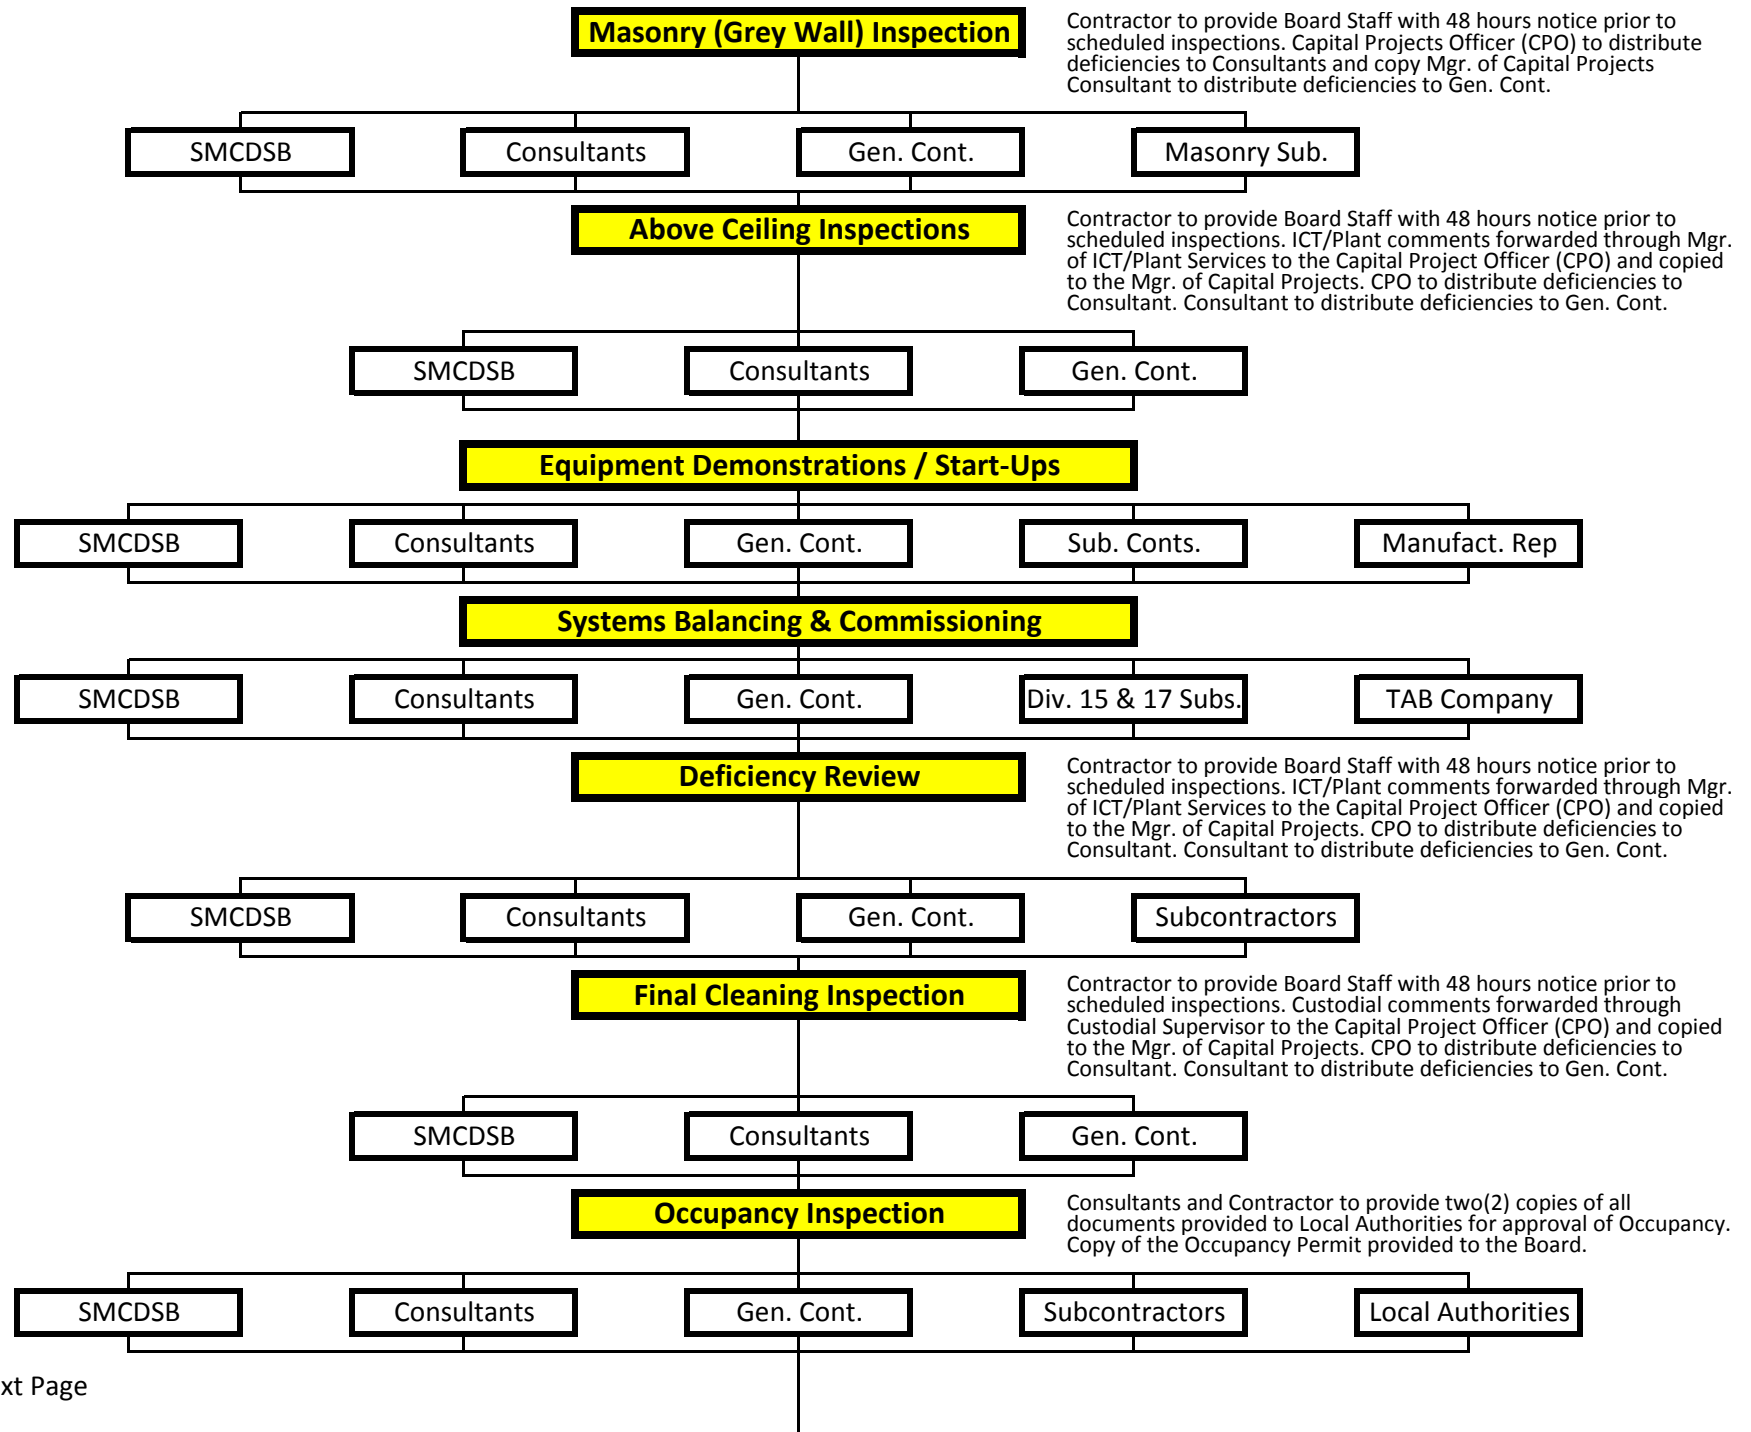 Masonry (Grey Wall) Inspection
Contractor to provide Board Staff with 48 hours notice prior to
scheduled inspections. Capital Projects Officer (CPO) to distribute
deficiencies to Consultants and copy Mgr. of Capital Projects
Consultant to distribute deficiencies to Gen. Cont.
SMCDSB
Consultants
Gen. Cont.
Masonry Sub.
Above Ceiling Inspections
Contractor to provide Board Staff with 48 hours notice prior to
scheduled inspections. ICT/Plant comments forwarded through Mgr.
of ICT/Plant Services to the Capital Project Officer (CPO) and copied
to the Mgr. of Capital Projects. CPO to distribute deficiencies to
Consultant. Consultant to distribute deficiencies to Gen. Cont.
SMCDSB
Consultants
Gen. Cont.
Equipment Demonstrations / Start-Ups
SMCDSB
Consultants
Gen. Cont.
Sub. Conts.
Manufact. Rep
Systems Balancing & Commissioning
SMCDSB
Consultants
Gen. Cont.
Div. 15 & 17 Subs.
TAB Company
Deficiency Review
Contractor to provide Board Staff with 48 hours notice prior to
scheduled inspections. ICT/Plant comments forwarded through Mgr.
of ICT/Plant Services to the Capital Project Officer (CPO) and copied
to the Mgr. of Capital Projects. CPO to distribute deficiencies to
Consultant. Consultant to distribute deficiencies to Gen. Cont.
SMCDSB
Consultants
Gen. Cont.
Subcontractors
Final Cleaning Inspection
Contractor to provide Board Staff with 48 hours notice prior to
scheduled inspections. Custodial comments forwarded through
Custodial Supervisor to the Capital Project Officer (CPO) and copied
to the Mgr. of Capital Projects. CPO to distribute deficiencies to
Consultant. Consultant to distribute deficiencies to Gen. Cont.
SMCDSB
Consultants
Gen. Cont.
Occupancy Inspection
Consultants and Contractor to provide two(2) copies of all
documents provided to Local Authorities for approval of Occupancy.
Copy of the Occupancy Permit provided to the Board.
SMCDSB
Consultants
Gen. Cont.
Subcontractors
Local Authorities
xt Page